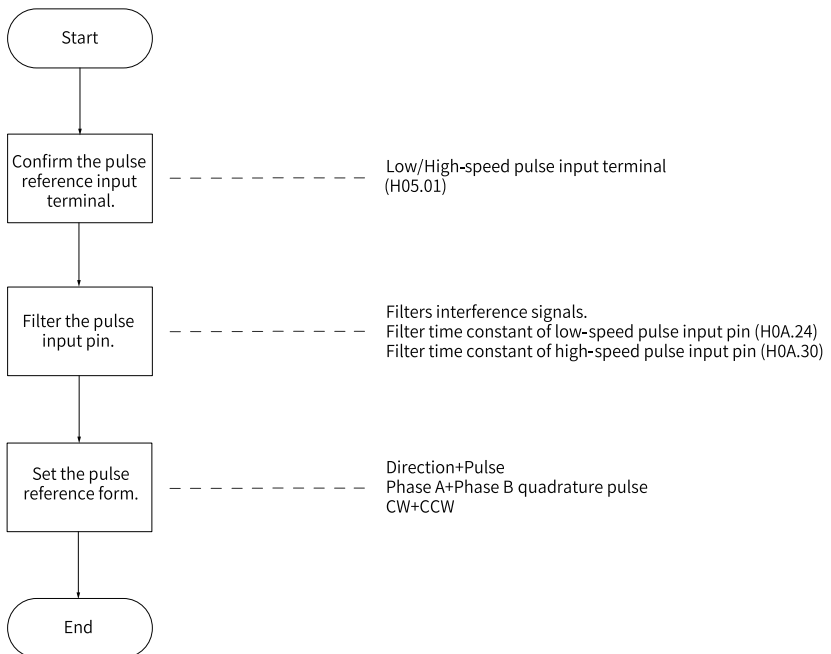 Start
Confirm the pulse
reference input
terminal.
Low/High-speed pulse input terminal
(H05.01)
Filter the pulse
input pin.
Filters interference signals.
Filter time constant of low-speed pulse input pin (H0A.24)
Filter time constant of high-speed pulse input pin (H0A.30)
Set the pulse
reference form.
Direction+Pulse
Phase A+Phase B quadrature pulse
CW+CCW
End